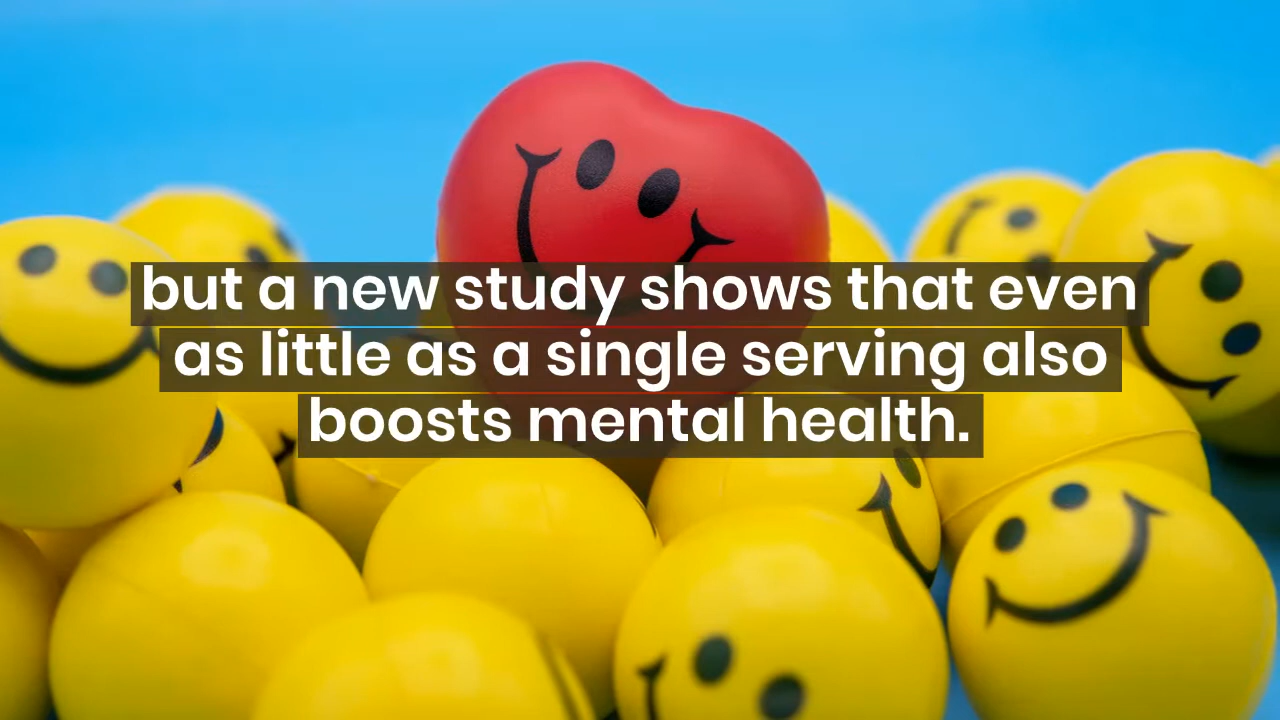 but a new study shows that even
as little as a single serving also
boosts mental health.